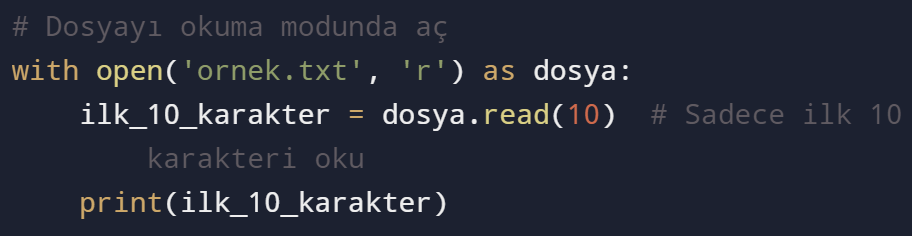 # Dosyayı okuma modunda aç
with open('ornek.txt', 'r') as dosya:
    ilk_10_karakter = dosya.read(10)  # Sadece ilk 10
        karakteri oku
    print(ilk_10_karakter)